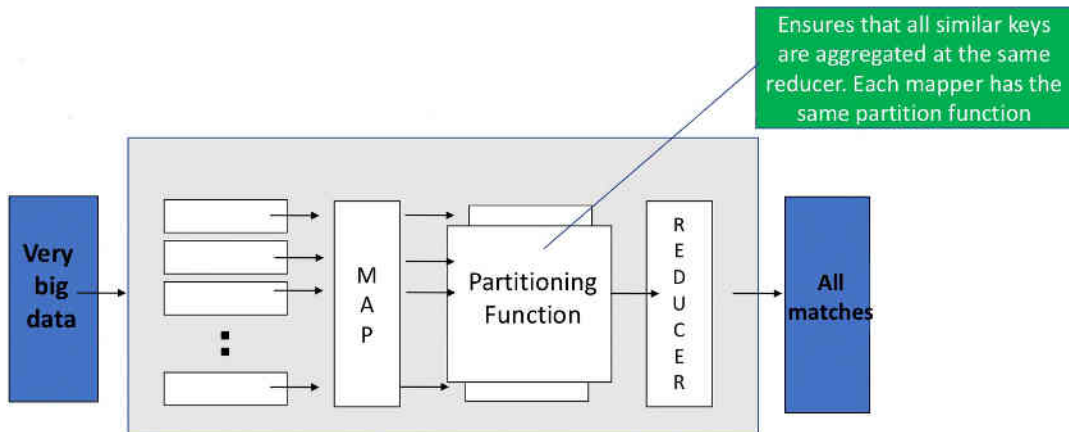 Ensures that all similar keys
are aggregated at the same
reducer. Each mapper has the
same partition function
Very
big
data
M
A
P
Partitioning
Function
R
E
D
U
C
E
R
All
matches